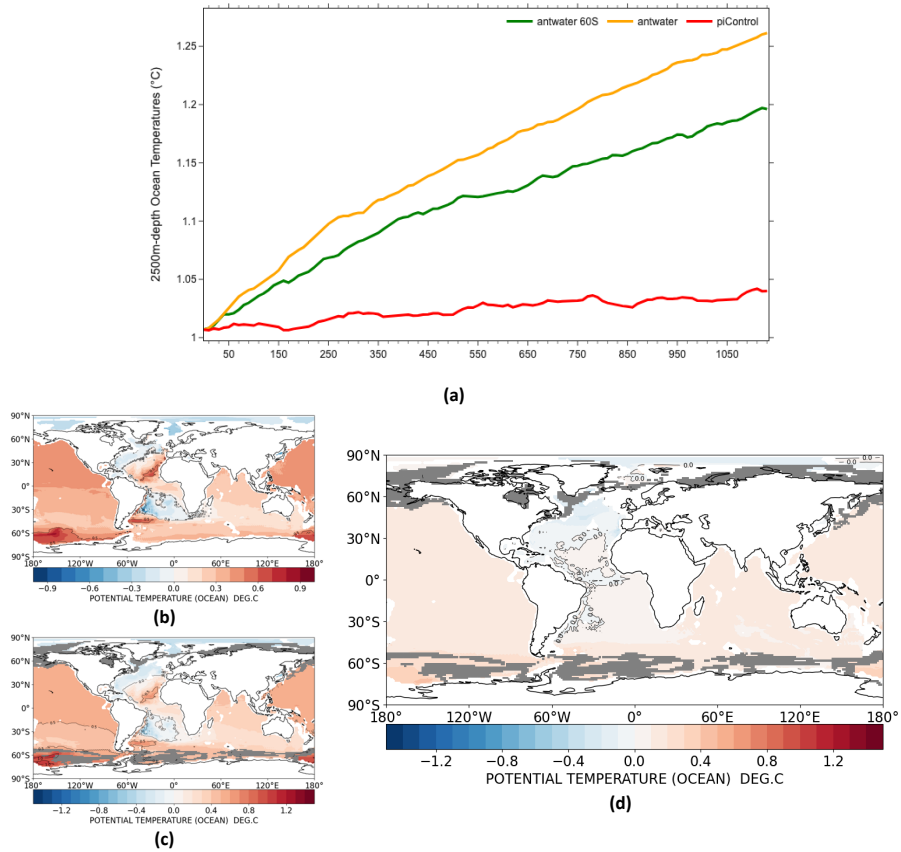 antwater 60S antwater piControl
2500m-depth Ocean Temperatures (°C)
1.25
1.2
1.15
1.1
1.05
1
50 150 250 350 450 550 650 750 850 950 1050
(a)
90°N
60°N
30°N
0°
30°S
60°S
90°S
180° 120°W 60°W 0° 60°E 120°E 180°
−0.9 −0.6 −0.3 0.0 0.3 0.6 0.9
POTENTIAL TEMPERATURE (OCEAN) DEG.C
(b)
90°N
60°N
30°N
0°
30°S
60°S
90°S
180° 120°W 60°W 0° 60°E 120°E 180°
−1.2 −0.8 −0.4 0.0 0.4 0.8 1.2
POTENTIAL TEMPERATURE (OCEAN) DEG.C
(c)
90°N
0.0 0.0
0.0
60°N
30°N
0°
30°S
60°S
90°S
180° 120°W 60°W 0° 60°E 120°E 180°
−1.2 −0.8 −0.4 0.0 0.4 0.8 1.2
POTENTIAL TEMPERATURE (OCEAN) DEG.C
(d)